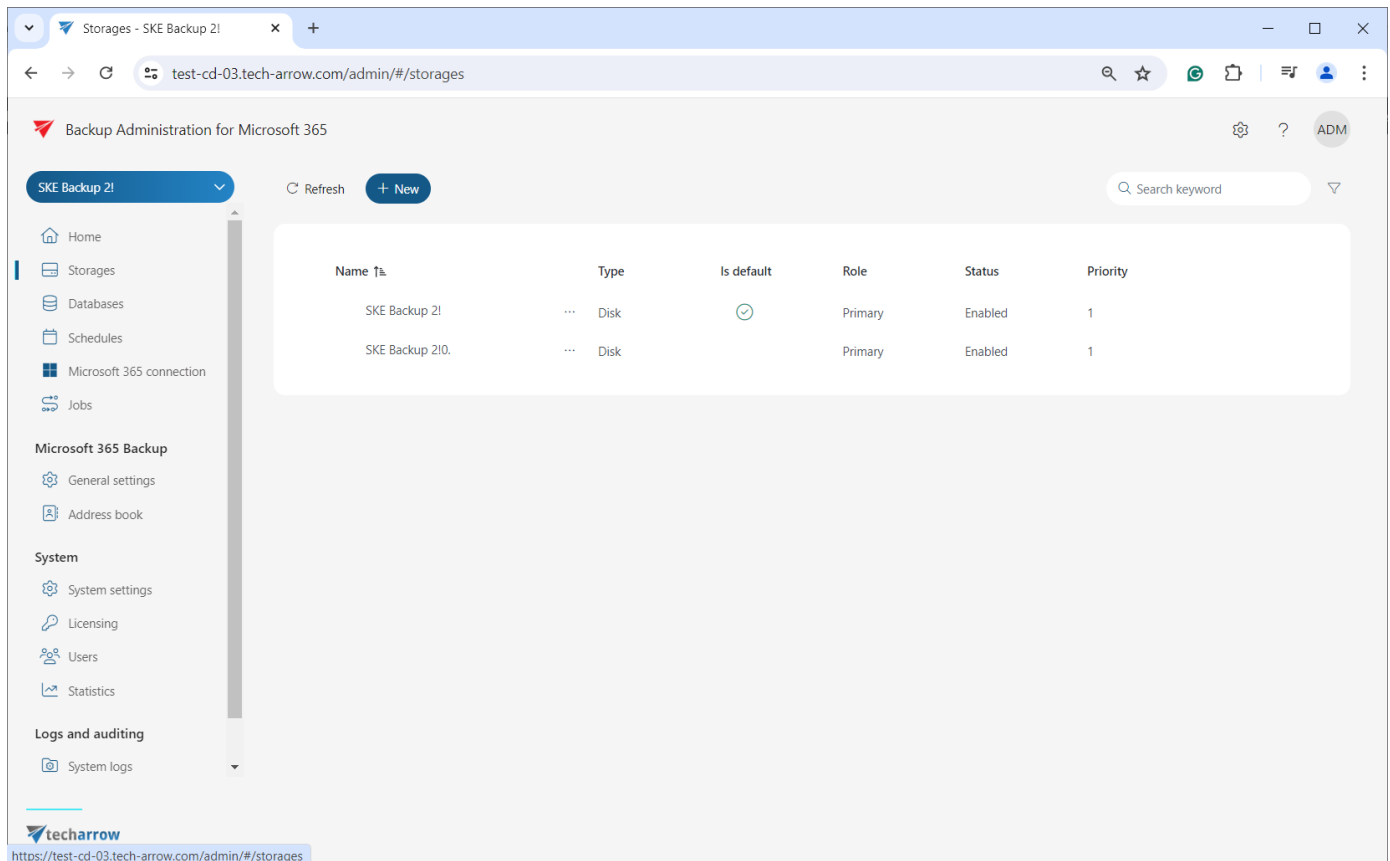 Storages - SKE Backup 2!
test-cd-03.tech-arrow.com/admin/#/storages
Backup Administration for Microsoft 365
ADM
SKE Backup 2!
Refresh
+ New
Search keyword
Home
Storages
Databases
Schedules
Microsoft 365 connection
Jobs
Microsoft 365 Backup
General settings
Address book
System
System settings
Licensing
Users
Statistics
Logs and auditing
System logs
Name Type Is default Role Status Priority
SKE Backup 2! ... Disk Primary Enabled 1
SKE Backup 2!0. ... Disk Primary Enabled 1
techarrow
https://test-cd-03.tech-arrow.com/admin/#/storages